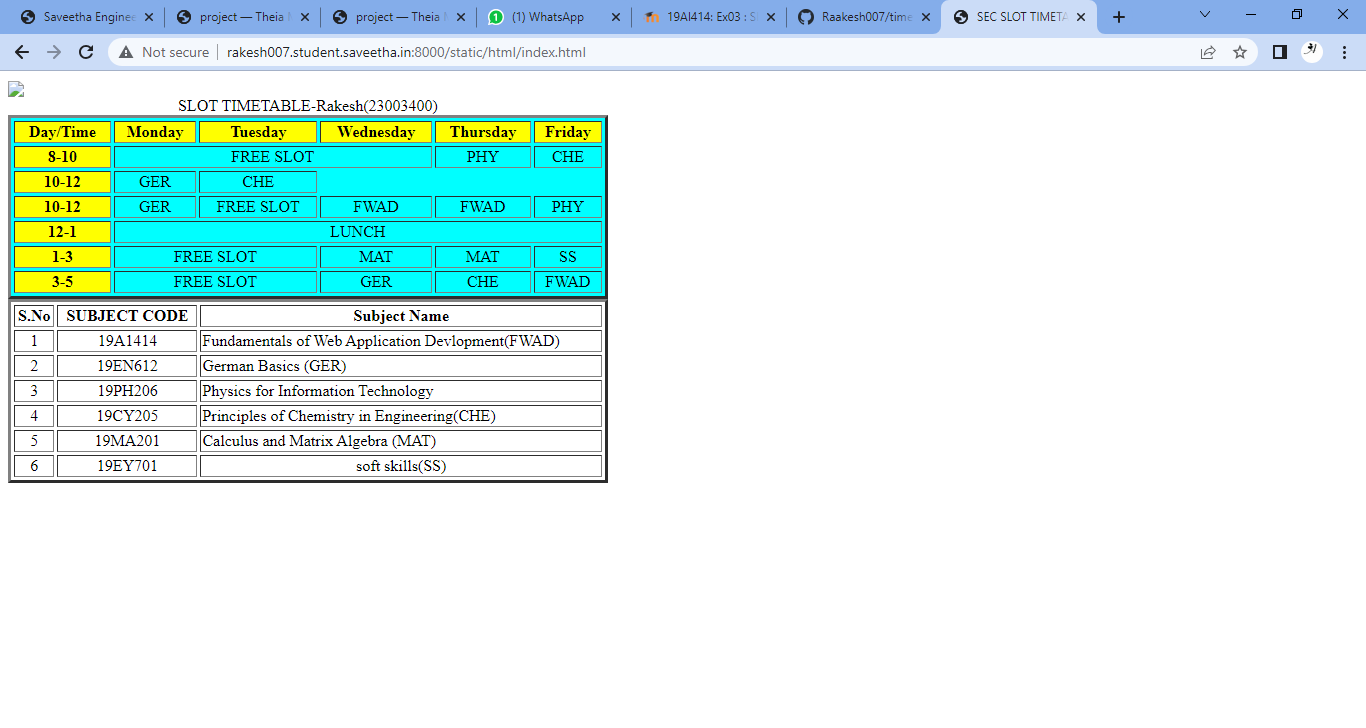 Saveetha Enginee
project — Theia
project — Theia
(1) WhatsApp
19AI414: Ex03 : S
Raakesh007/time
SEC SLOT TIMETA
Not secure rakesh007.student.saveetha.in:8000/static/html/index.html
SLOT TIMETABLE-Rakesh(23003400)
Day/Time Monday Tuesday Wednesday Thursday Friday
8-10 FREE SLOT PHY CHE
10-12 GER CHE
10-12 GER FREE SLOT FWAD FWAD PHY
12-1 LUNCH
1-3 FREE SLOT MAT MAT SS
3-5 FREE SLOT GER CHE FWAD
S.No SUBJECT CODE Subject Name
1 19A1414 Fundamentals of Web Application Devlopment(FWAD)
2 19EN612 German Basics (GER)
3 19PH206 Physics for Information Technology
4 19CY205 Principles of Chemistry in Engineering(CHE)
5 19MA201 Calculus and Matrix Algebra (MAT)
6 19EY701 soft skills(SS)